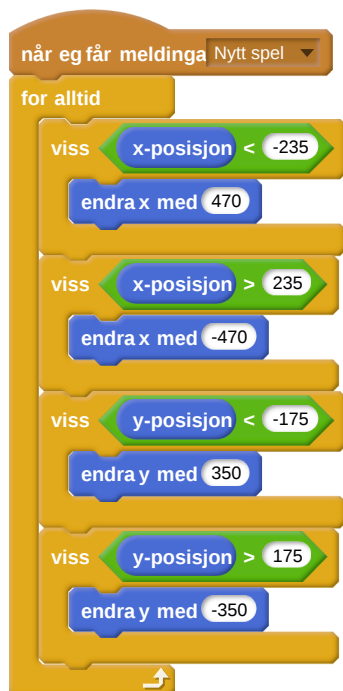 når eg får meldinga Nytt spel
for alltid
viss x-posisjon < -235
endra x med 470
viss x-posisjon > 235
endra x med -470
viss y-posisjon < -175
endra y med 350
viss y-posisjon > 175
endra y med -350